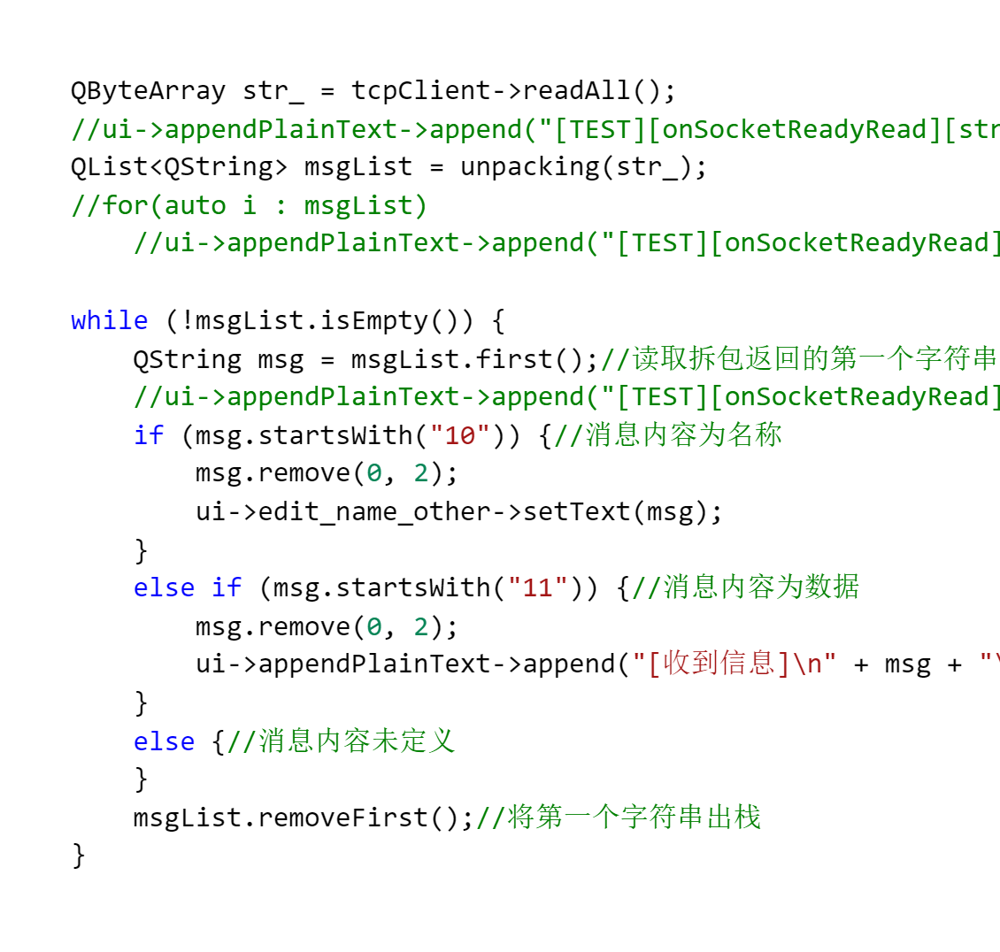 QByteArray str_ = tcpClient->readAll();
//ui->appendPlainText->append("[TEST][onSocketReadyRead][str
QList<QString> msgList = unpacking(str_);
//for(auto i : msgList)
//ui->appendPlainText->append("[TEST][onSocketReadyRead]
while (!msgList.isEmpty()) {
QString msg = msgList.first();//读取拆包返回的第一个字符串
//ui->appendPlainText->append("[TEST][onSocketReadyRead]
if (msg.startsWith("10")) {//消息内容为名称
msg.remove(0, 2);
ui->edit_name_other->setText(msg);
}
else if (msg.startsWith("11")) {//消息内容为数据
msg.remove(0, 2);
ui->appendPlainText->append("[收到信息]\n" + msg + "\
}
else {//消息内容未定义
}
msgList.removeFirst();//将第一个字符串出栈
}